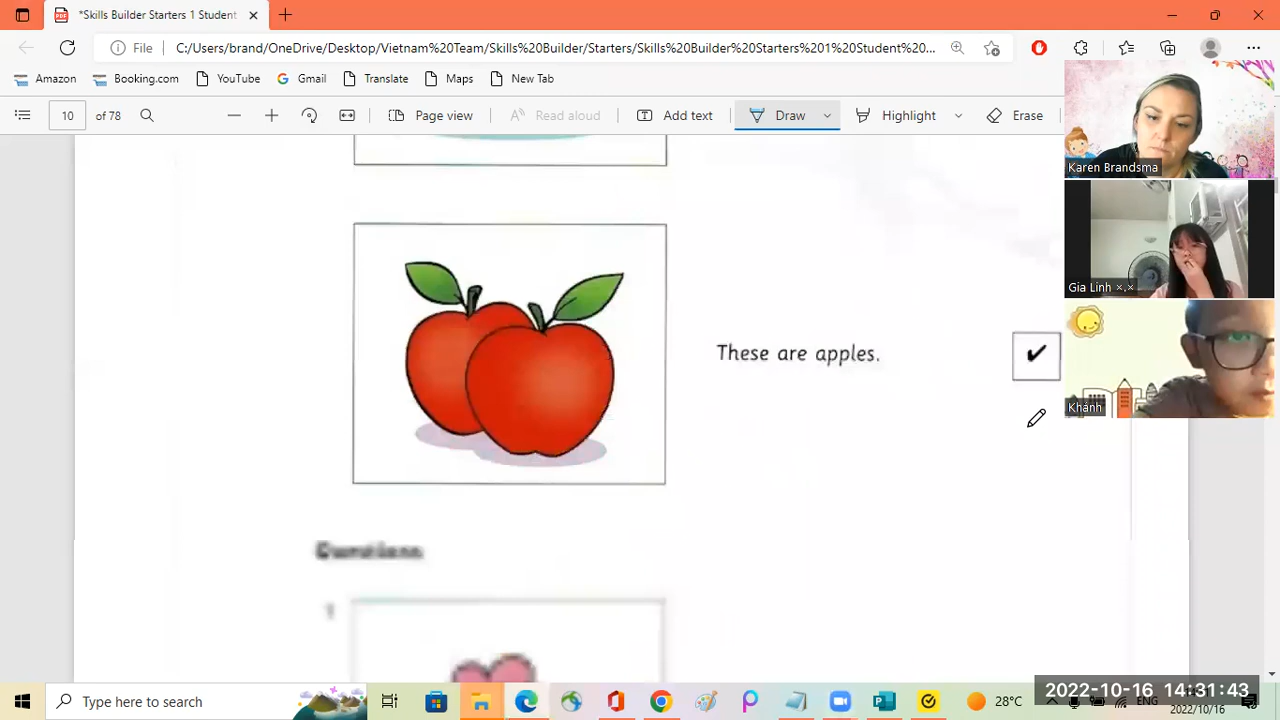 *Skills Builder Starters 1 Student
File C:/Users/brand/OneDrive/Desktop/Vietnam%20Team/Skills%20Builder/Starters/Skills%20Builder%20Starters%201%20Student%20...
Amazon Booking.com YouTube Gmail Translate Maps New Tab
10 of 78 Page view Read aloud Add text Draw Highlight Erase
Karen Brandsma
Gia Linh ×.×
These are apples.
Khánh
Questions
1
Type here to search
28°C
ENG
2022-10-16 14:31:43
2022/10/16